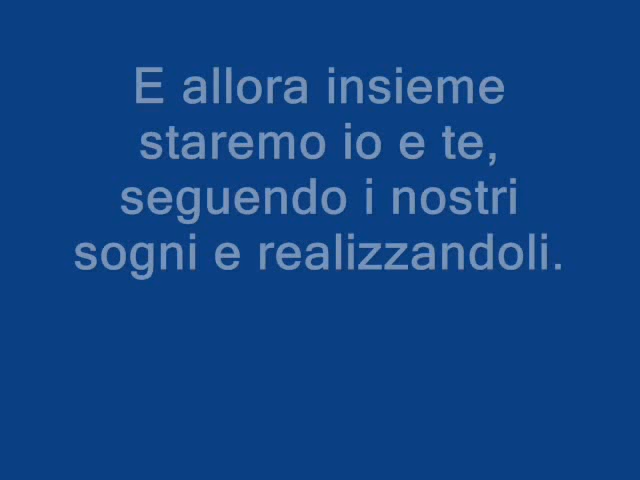 E allora insieme
staremo io e te,
seguendo i nostri
sogni e realizzandoli.